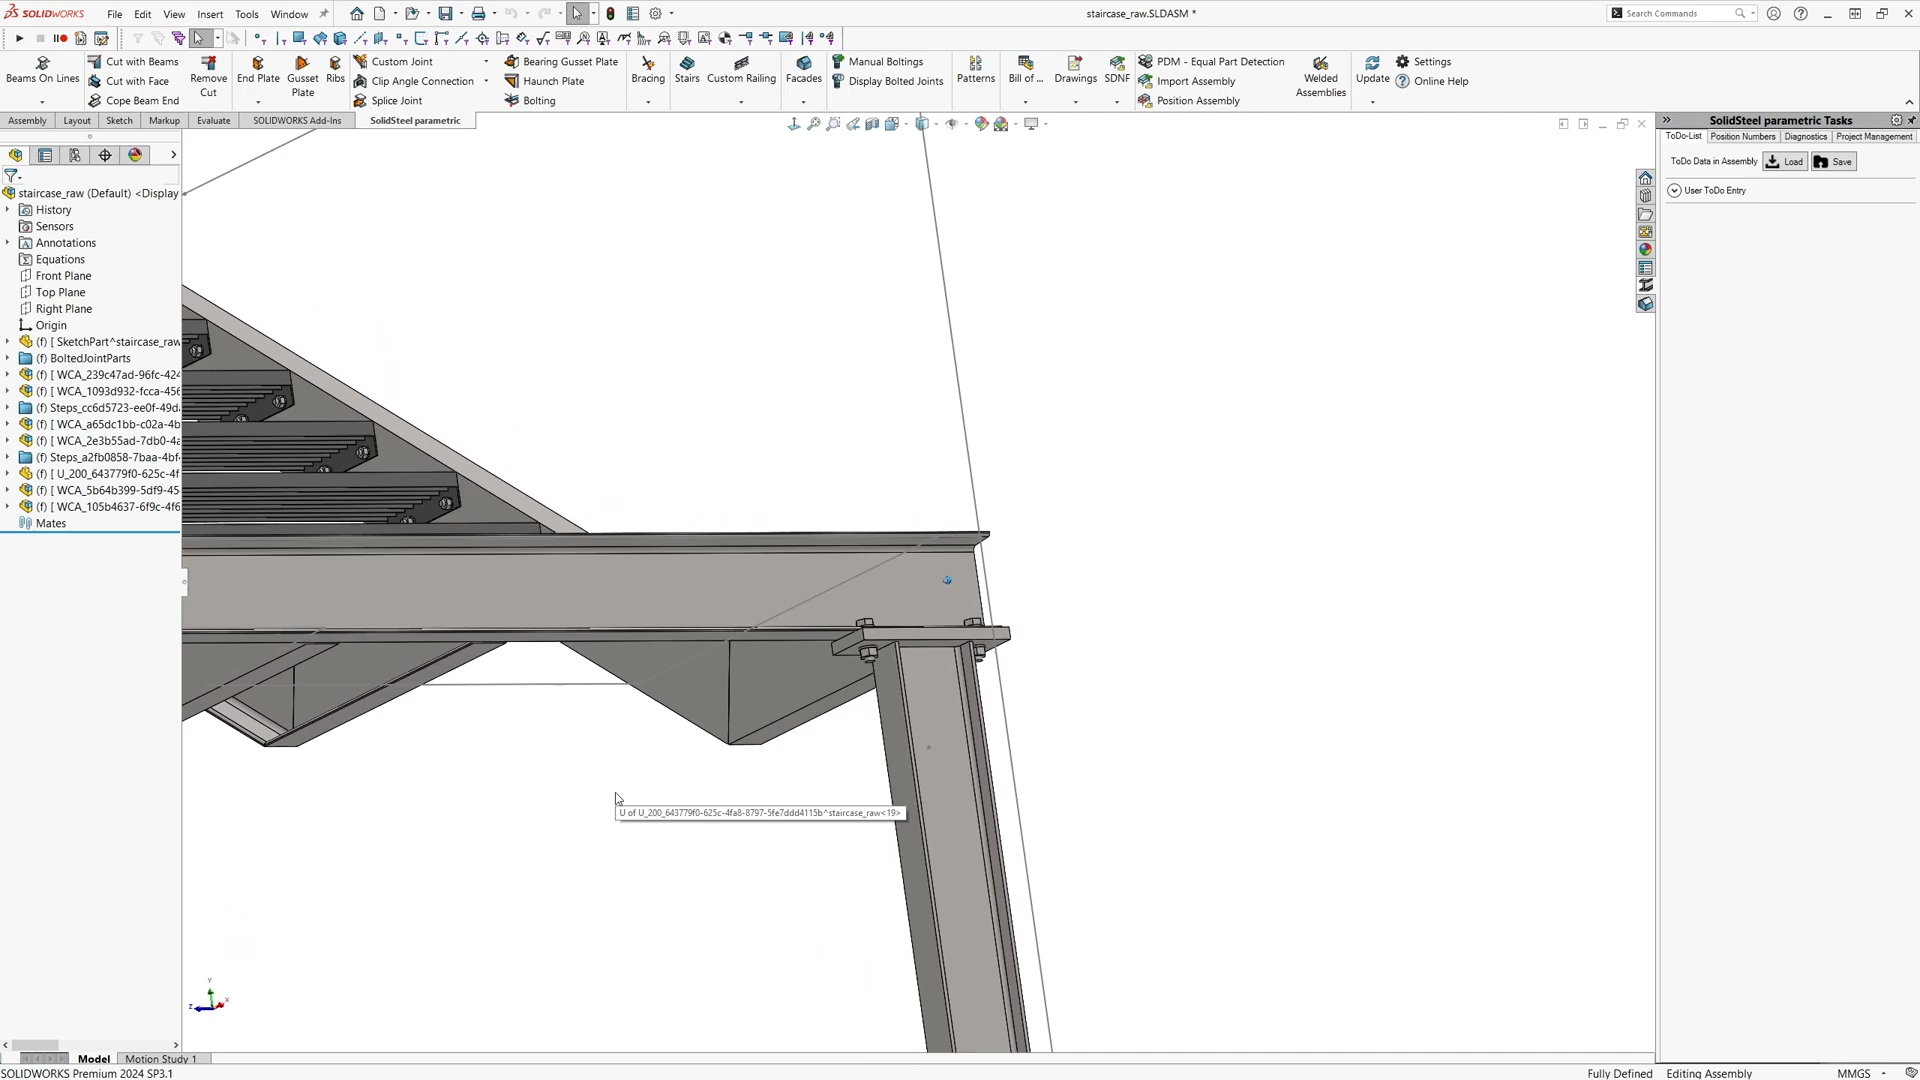 SOLIDWORKS File Edit View Insert Tools Window
staircase_raw.SLDASM *
Search Commands
Beams On Lines
Cut with Beams
Cut with Face
Cope Beam End
Remove Cut
End Plate
Gusset Plate
Ribs
Custom Joint
Clip Angle Connection
Splice Joint
Bearing Gusset Plate
Haunch Plate
Bolting
Bracing
Stairs
Custom Railing
Facades
Manual Boltings
Display Bolted Joints
Patterns
Bill of ...
Drawings
SDNF
PDM - Equal Part Detection
Import Assembly
Position Assembly
Welded Assemblies
Update
Settings
Online Help
Assembly Layout Sketch Markup Evaluate SOLIDWORKS Add-Ins SolidSteel parametric
SolidSteel parametric Tasks
ToDo-List Position Numbers Diagnostics Project Management
ToDo Data in Assembly Load Save
User ToDo Entry
staircase_raw (Default) <Display
History
Sensors
Annotations
Equations
Front Plane
Top Plane
Right Plane
Origin
(f) [ SketchPart^staircase_raw
(f) BoltedJointParts
(f) [ WCA_239c47ad-96fc-424
(f) [ WCA_1093d932-fcca-456
(f) Steps_cc6d5723-ee0f-49d
(f) [ WCA_a65dc1bb-c02a-4b
(f) [ WCA_2e3b55ad-7db0-4a
(f) Steps_a2fb0858-7baa-4bf
(f) [ U_200_643779f0-625c-4f
(f) [ WCA_5b64b399-5df9-45
(f) [ WCA_105b4637-6f9c-4f6
Mates
U of U_200_643779f0-625c-4fa8-8797-5fe7ddd4115b^staircase_raw<19>
Y
X
Z
Model Motion Study 1
SOLIDWORKS Premium 2024 SP3.1
Fully Defined Editing Assembly MMGS